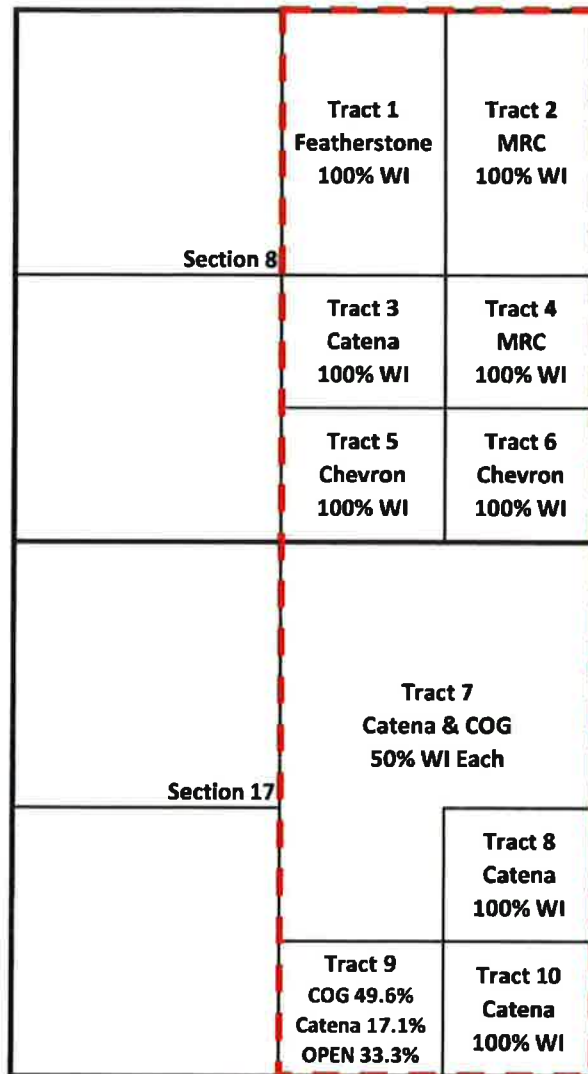 Tract 1
Featherstone
100% WI
Tract 2
MRC
100% WI
Section 8
Tract 3
Catena
100% WI
Tract 4
MRC
100% WI
Tract 5
Chevron
100% WI
Tract 6
Chevron
100% WI
Tract 7
Catena & COG
50% WI Each
Section 17
Tract 8
Catena
100% WI
Tract 9
COG 49.6%
Catena 17.1%
OPEN 33.3%
Tract 10
Catena
100% WI